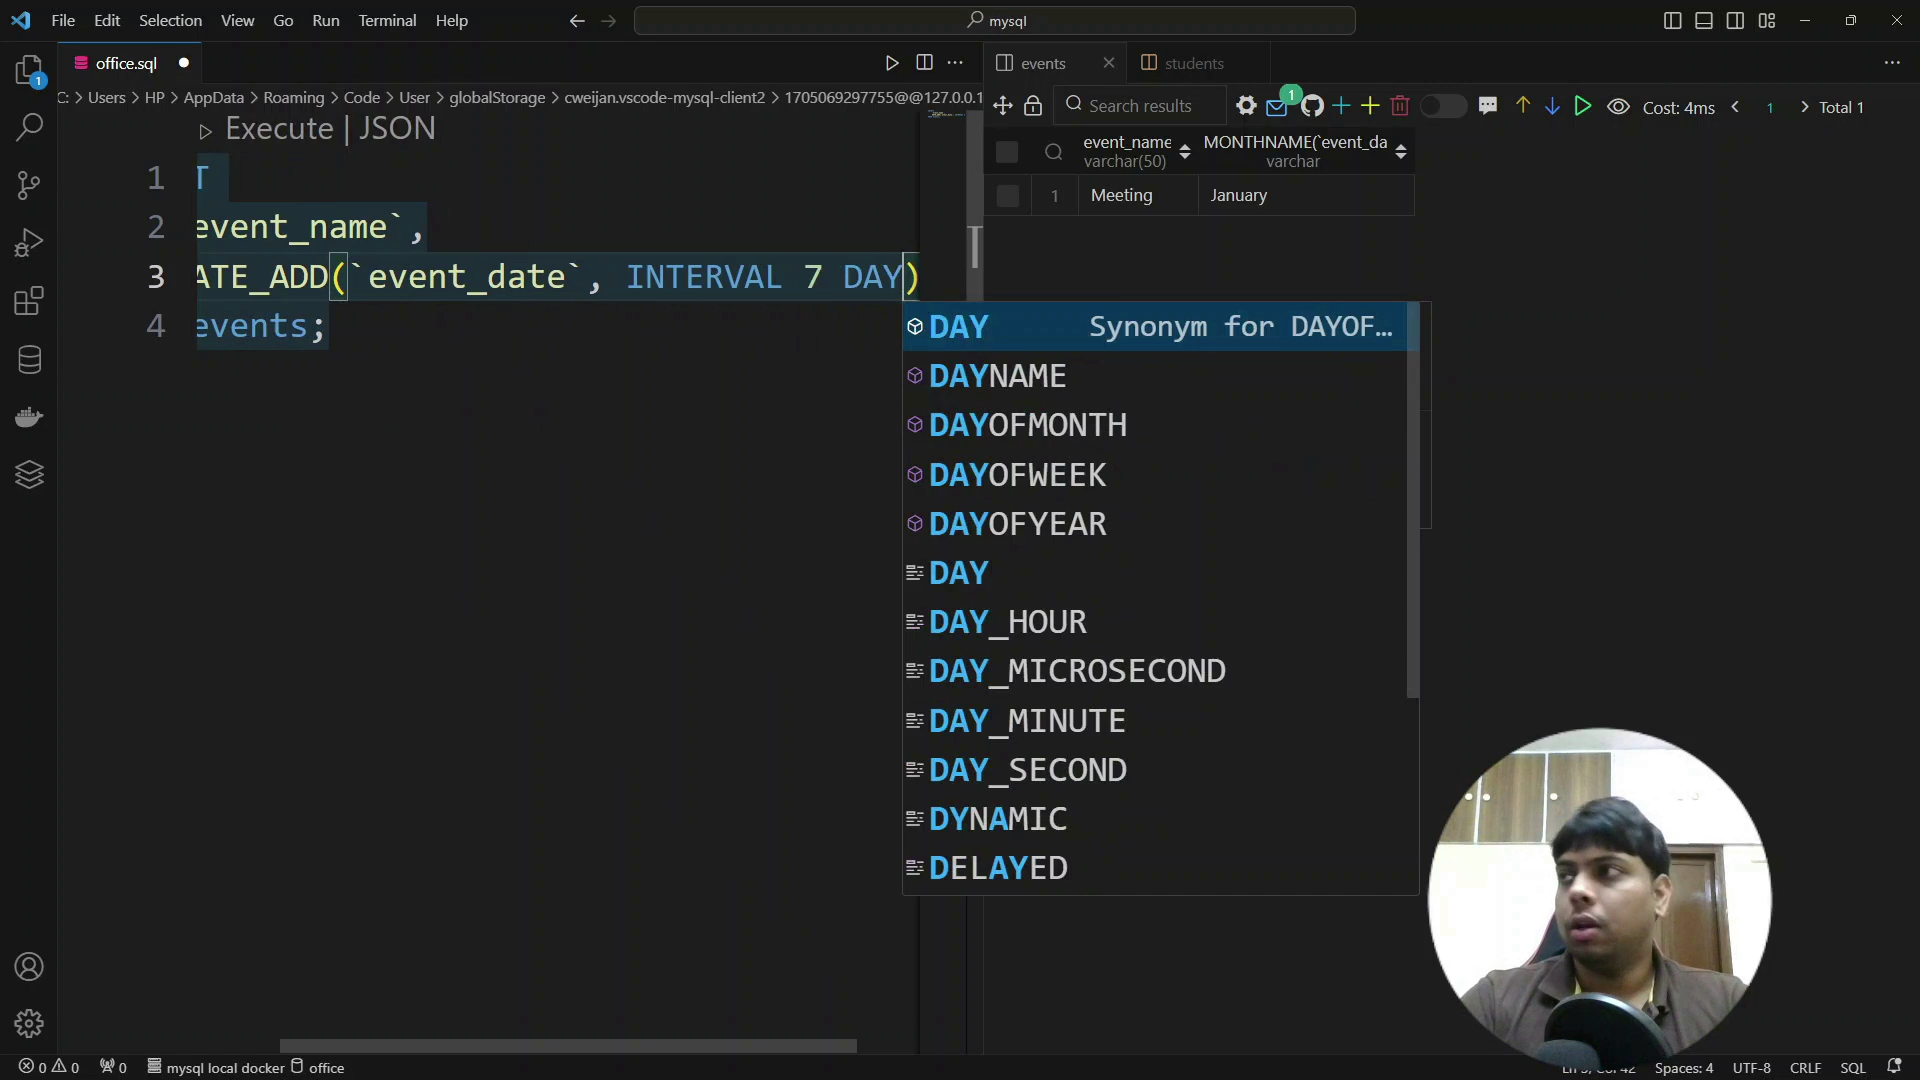 File Edit Selection View Go Run Terminal Help
mysql
office.sql
events
students
C: > Users > HP > AppData > Roaming > Code > User > globalStorage > cweijan.vscode-mysql-client2 > 1705069297755@@127.0.0.1
1
Search results
1
Cost: 4ms < 1 > Total 1
Execute | JSON
event_name
varchar(50)
MONTHNAME(`event_da
varchar
1 Meeting January
1 T
2 event_name`,
3 ATE_ADD(`event_date`, INTERVAL 7 DAY)
4 events;
DAY Synonym for DAYOF…
DAYNAME
DAYOFMONTH
DAYOFWEEK
DAYOFYEAR
DAY
DAY_HOUR
DAY_MICROSECOND
DAY_MINUTE
DAY_SECOND
DYNAMIC
DELAYED
0 0 0 mysql local docker office
Spaces: 4 UTF-8 CRLF SQL